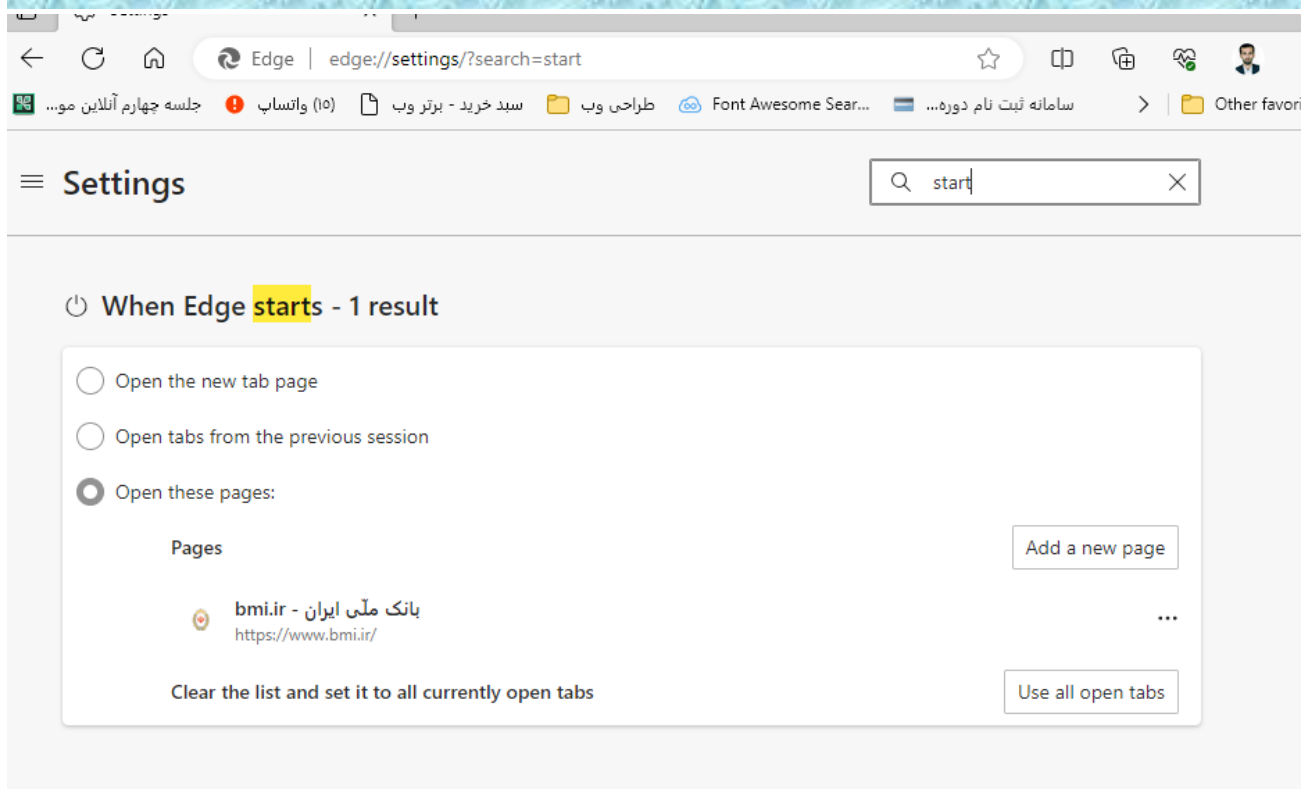 Edge | edge://settings/?search=start
جلسه چهارم آنلاین مو... (۱۵) واتساپ سبد خرید - برتر وب طراحی وب Font Awesome Sear... سامانه ثبت نام دوره... Other favori
Settings
start
When Edge starts - 1 result
Open the new tab page
Open tabs from the previous session
Open these pages:
Pages
Add a new page
بانک ملّی ایران - bmi.ir
https://www.bmi.ir/
Clear the list and set it to all currently open tabs
Use all open tabs